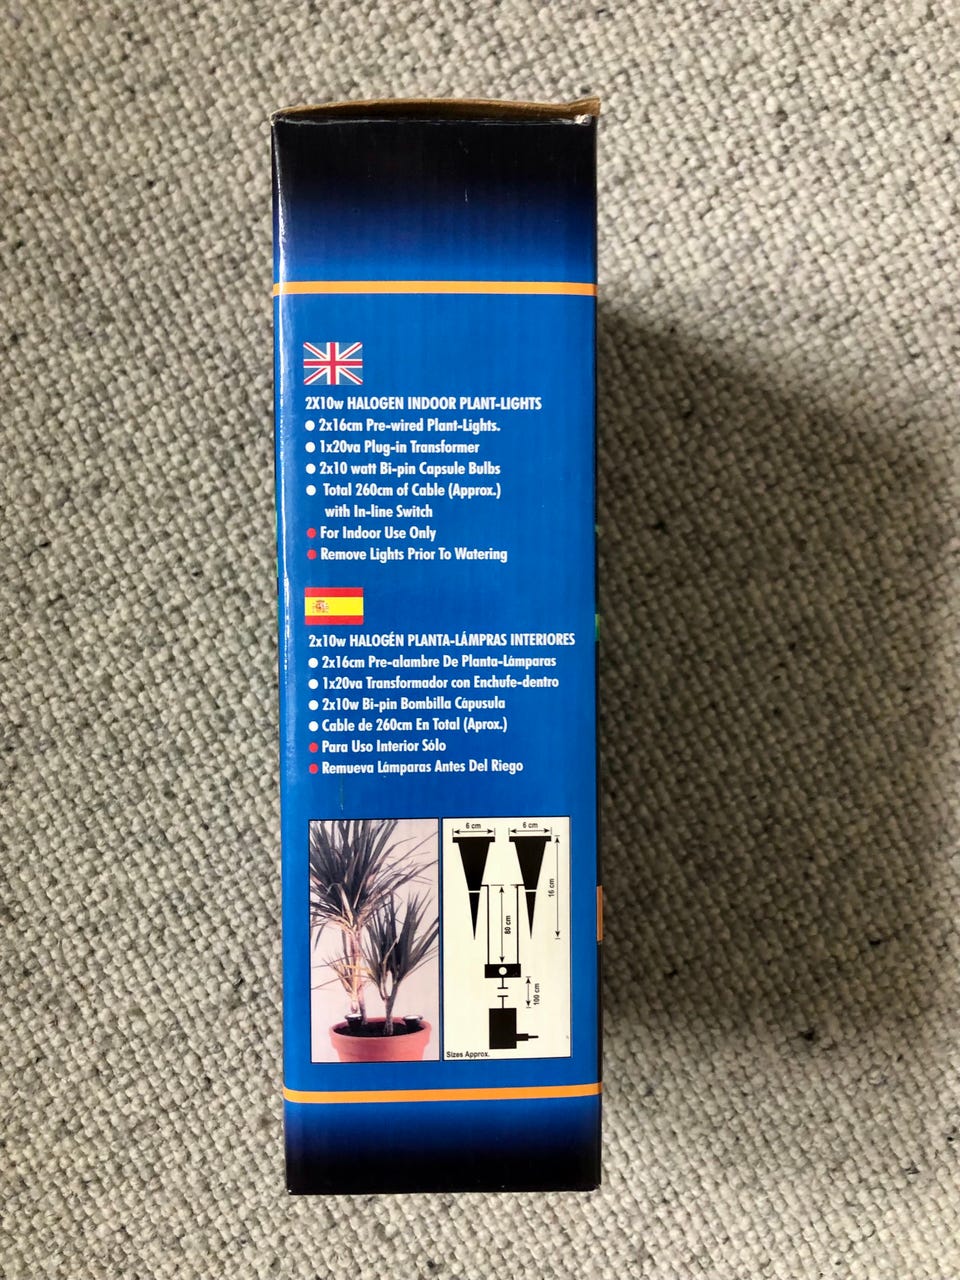 2X10w HALOGEN INDOOR PLANT-LIGHTS
● 2x16cm Pre-wired Plant-Lights.
● 1x20va Plug-in Transformer
● 2x10 watt Bi-pin Capsule Bulbs
● Total 260cm of Cable (Approx.)
with In-line Switch
● For Indoor Use Only
● Remove Lights Prior To Watering
2x10w HALOGÉN PLANTA-LÁMPRAS INTERIORES
● 2x16cm Pre-alambre De Planta-Lámparas
● 1x20va Transformador con Enchufe-dentro
● 2x10w Bi-pin Bombilla Cápusula
● Cable de 260cm En Total (Aprox.)
● Para Uso Interior Sólo
● Remueva Lámparas Antes Del Riego
6 cm 6 cm
16 cm
80 cm
100 cm
Sizes Approx.